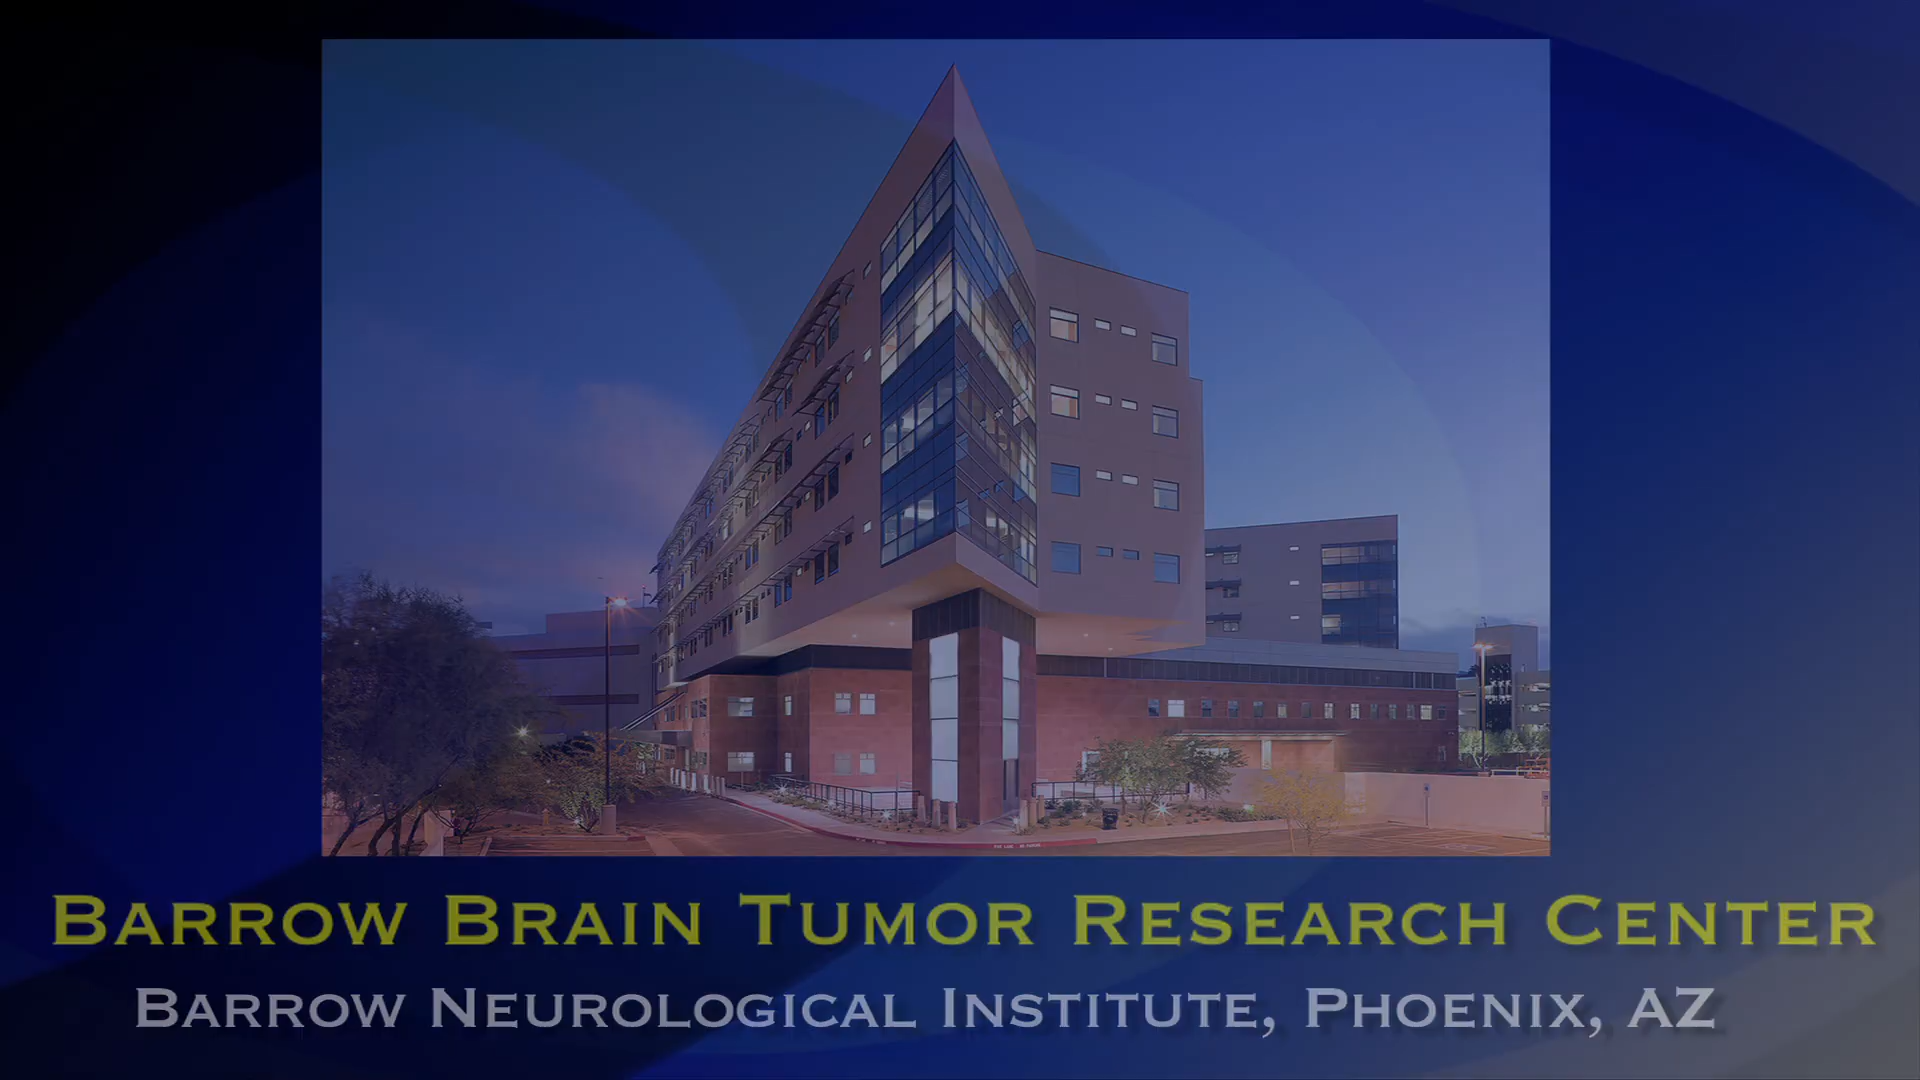 Barrow Brain Tumor Research Center
Barrow Neurological Institute, Phoenix, AZ